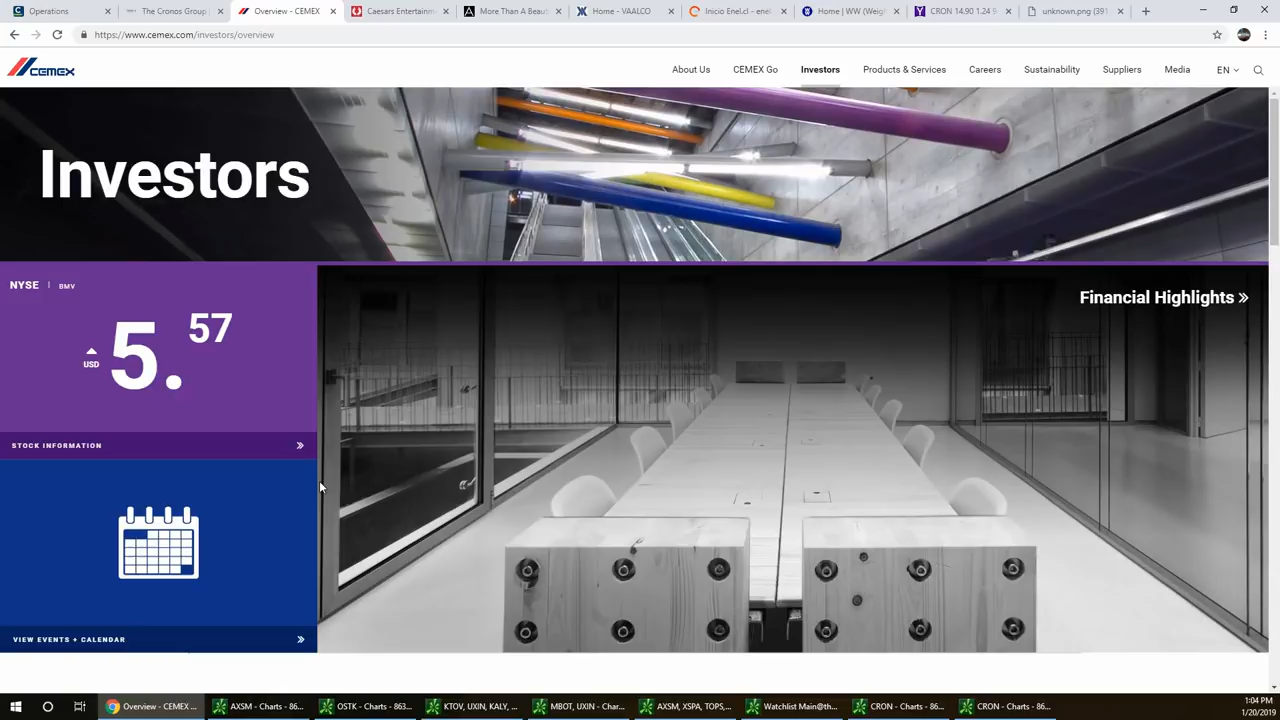 Operations
The Cronos Group |
Overview - CEMEX
Caesars Entertainm
More Than A Beau
Home - VAALCO
Inicio Enel.cl - enel
Home | WW (Weigh
CRON 14.90 1.24 9
unknown.png (391
https://www.cemex.com/investors/overview
CEMEX
About Us
CEMEX Go
Investors
Products & Services
Careers
Sustainability
Suppliers
Media
EN
Investors
NYSE | BMV
USD
5.57
STOCK INFORMATION
Financial Highlights
VIEW EVENTS + CALENDAR
Overview - CEMEX ...
AXSM - Charts - 86...
OSTK - Charts - 863...
KTOV, UXIN, KALY, ...
MBOT, UXIN - Char...
AXSM, XSPA, TOPS,...
Watchlist Main@th...
CRON - Charts - 86...
CRON - Charts - 86...
1:04 PM
1/20/2019